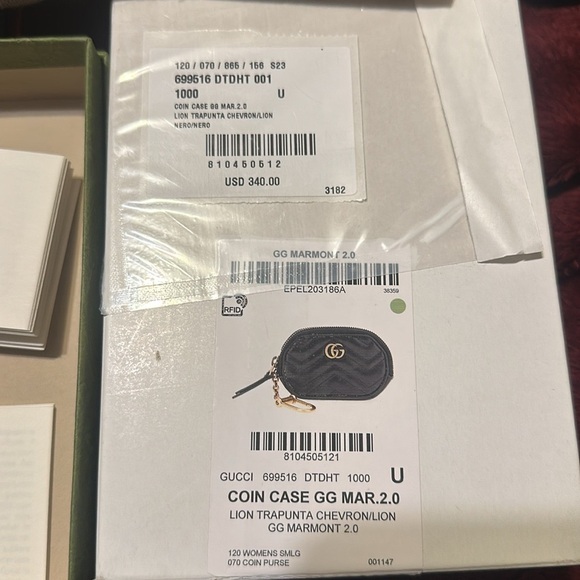 120 / 070 / 865 / 156 S23
699516 DTDHT 001
1000 U
COIN CASE GG MAR.2.0
LION TRAPUNTA CHEVRON/LION
NERO/NERO
810450512
USD 340.00
3182
GG MARMONT 2.0
EPEL203186A
38359
RFID
GG
8104505121
GUCCI 699516 DTDHT 1000 U
COIN CASE GG MAR.2.0
LION TRAPUNTA CHEVRON/LION
GG MARMONT 2.0
120 WOMENS SMLG
070 COIN PURSE
001147